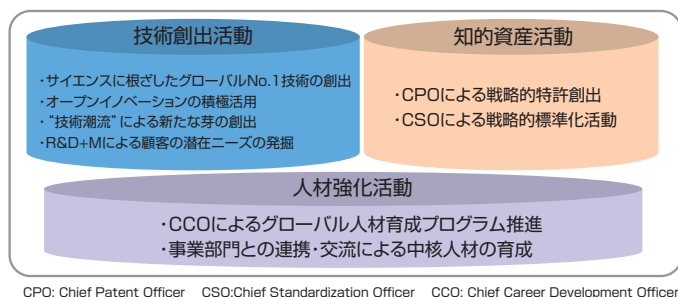 技術創出活動
・サイエンスに根ざしたグローバルNo.1技術の創出
・オープンイノベーションの積極活用
・“技術潮流”による新たな芽の創出
・R&D+Mによる顧客の潜在ニーズの発掘
知的資産活動
・CPOによる戦略的特許創出
・CSOによる戦略的標準化活動
人材強化活動
・CCOによるグローバル人材育成プログラム推進
・事業部門との連携・交流による中核人材の育成
CPO: Chief Patent Officer CSO:Chief Standardization Officer CCO: Chief Career Development Officer